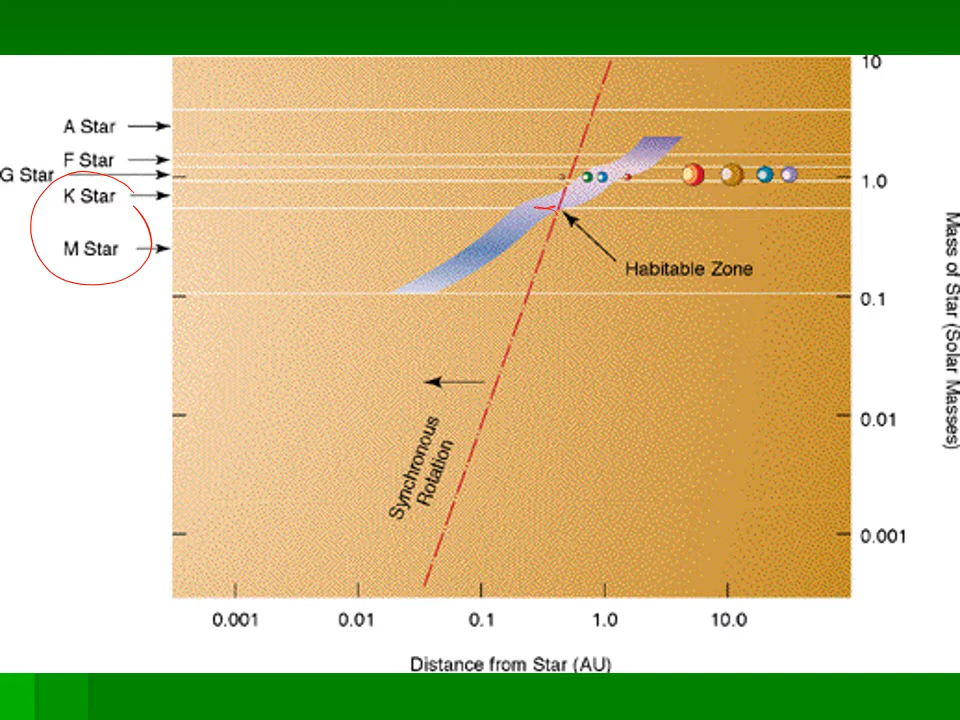 10
A Star
F Star
G Star
1.0
K Star
M Star
Habitable Zone
0.1
Mass of Star (Solar Masses)
Synchronous
Rotation
0.01
0.001
0.001
0.01
0.1
1.0
10.0
Distance from Star (AU)